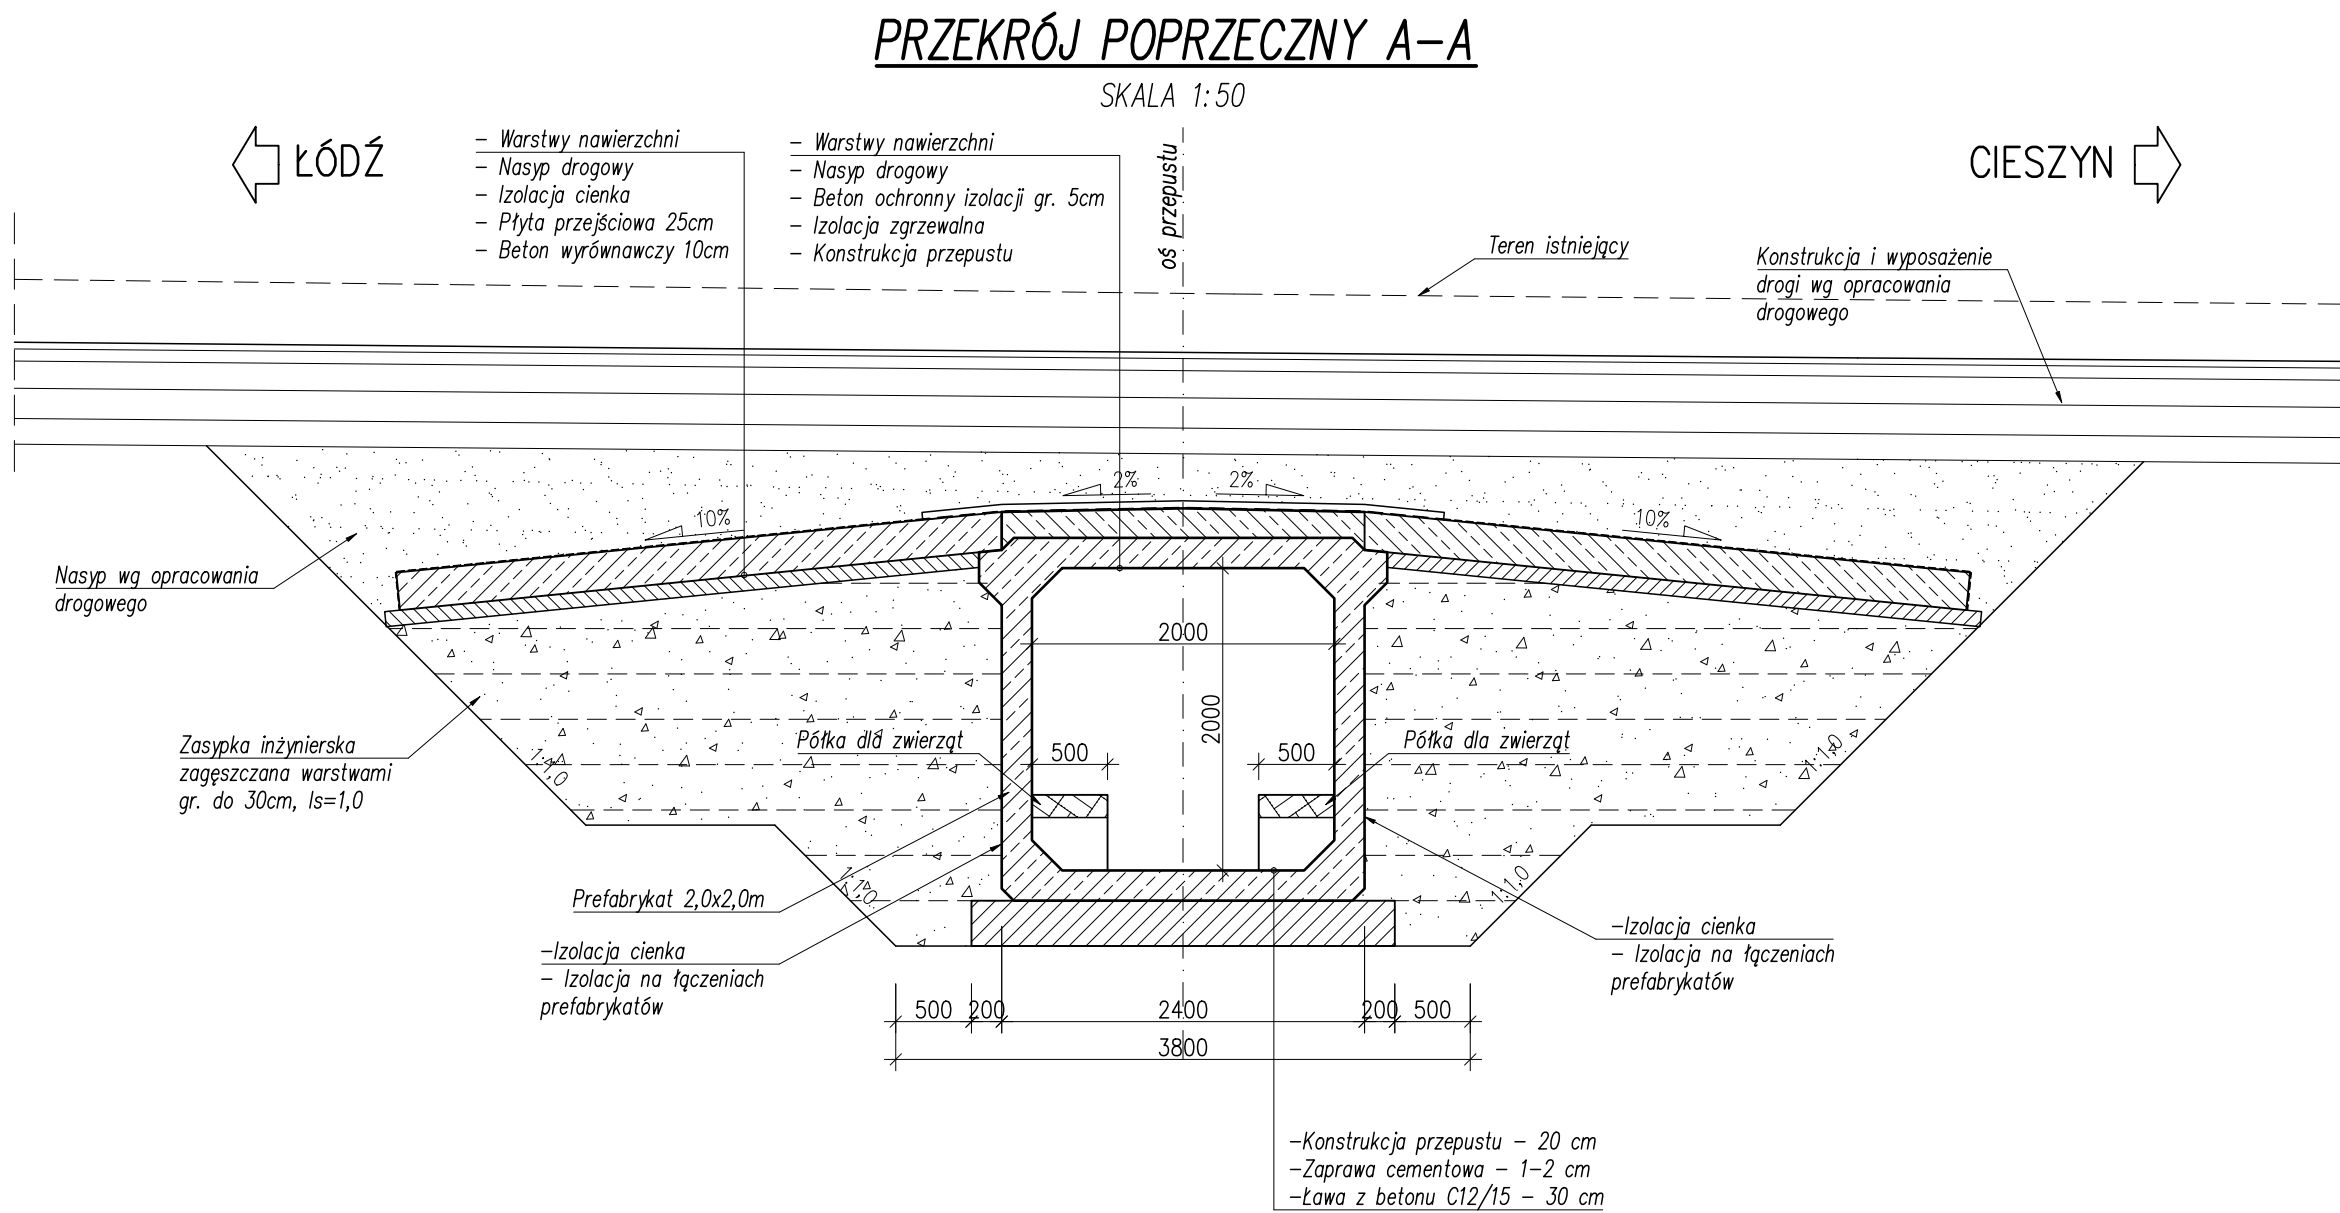 PRZEKRÓJ POPRZECZNY A-A
SKALA 1:50
ŁÓDŹ
CIESZYN
- Warstwy nawierzchni
- Nasyp drogowy
- Izolacja cienka
- Płyta przejściowa 25cm
- Beton wyrównawczy 10cm
- Warstwy nawierzchni
- Nasyp drogowy
- Beton ochronny izolacji gr. 5cm
- Izolacja zgrzewalna
- Konstrukcja przepustu
oś przepustu
Teren istniejący
Konstrukcja i wyposażenie
drogi wg opracowania
drogowego
2%
2%
10%
10%
Nasyp wg opracowania
drogowego
2000
2000
Zasypka inżynierska
zagęszczana warstwami
gr. do 30cm, Is=1,0
1:1,0
1:1,0
Półka dla zwierząt
Półka dla zwierząt
500
500
1:1,0
1:1,0
Prefabrykat 2,0x2,0m
-Izolacja cienka
- Izolacja na łączeniach
prefabrykatów
-Izolacja cienka
- Izolacja na łączeniach
prefabrykatów
500 200 2400 200 500
3800
-Konstrukcja przepustu - 20 cm
-Zaprawa cementowa - 1-2 cm
-Ława z betonu C12/15 - 30 cm